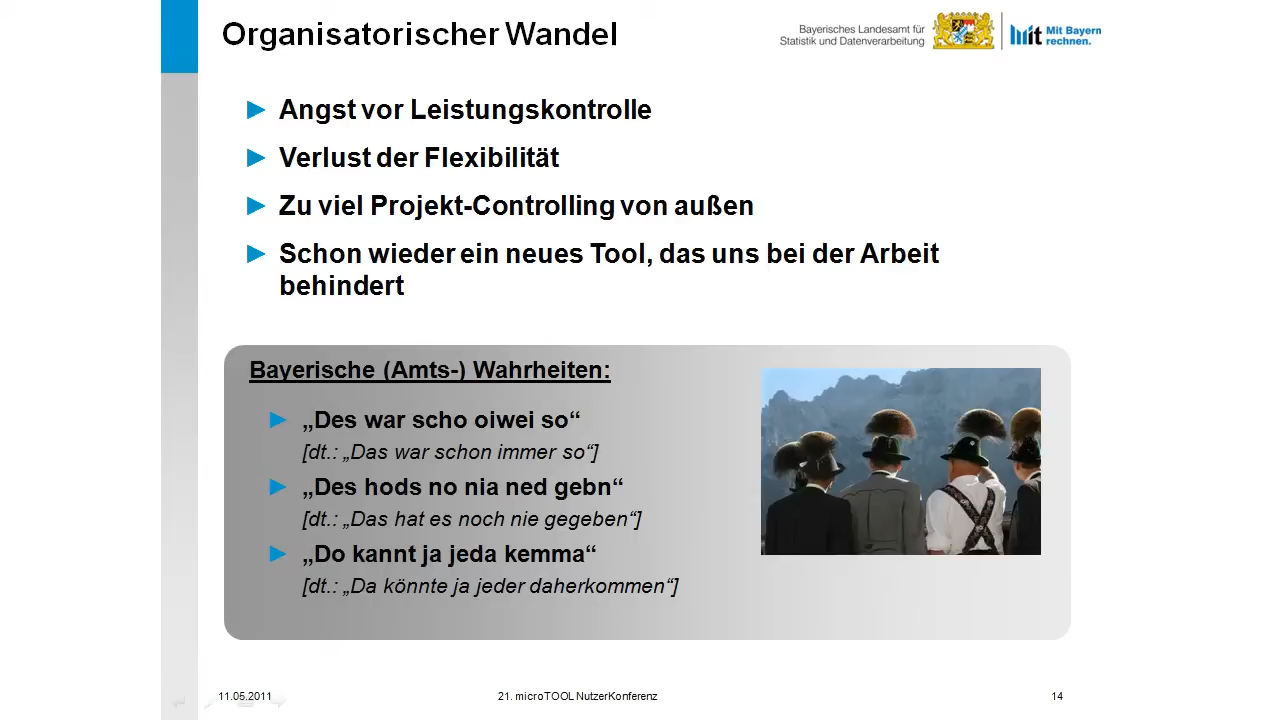 Organisatorischer Wandel
Bayerisches Landesamt für
Statistik und Datenverarbeitung
Mit Bayern
rechnen.
► Angst vor Leistungskontrolle
► Verlust der Flexibilität
► Zu viel Projekt-Controlling von außen
► Schon wieder ein neues Tool, das uns bei der Arbeit
behindert
Bayerische (Amts-) Wahrheiten:
► „Des war scho oiwei so“
[dt.: „Das war schon immer so“]
► „Des hods no nia ned gebn“
[dt.: „Das hat es noch nie gegeben“]
► „Do kannt ja jeda kemma“
[dt.: „Da könnte ja jeder daherkommen“]
11.05.2011
21. microTOOL NutzerKonferenz
14